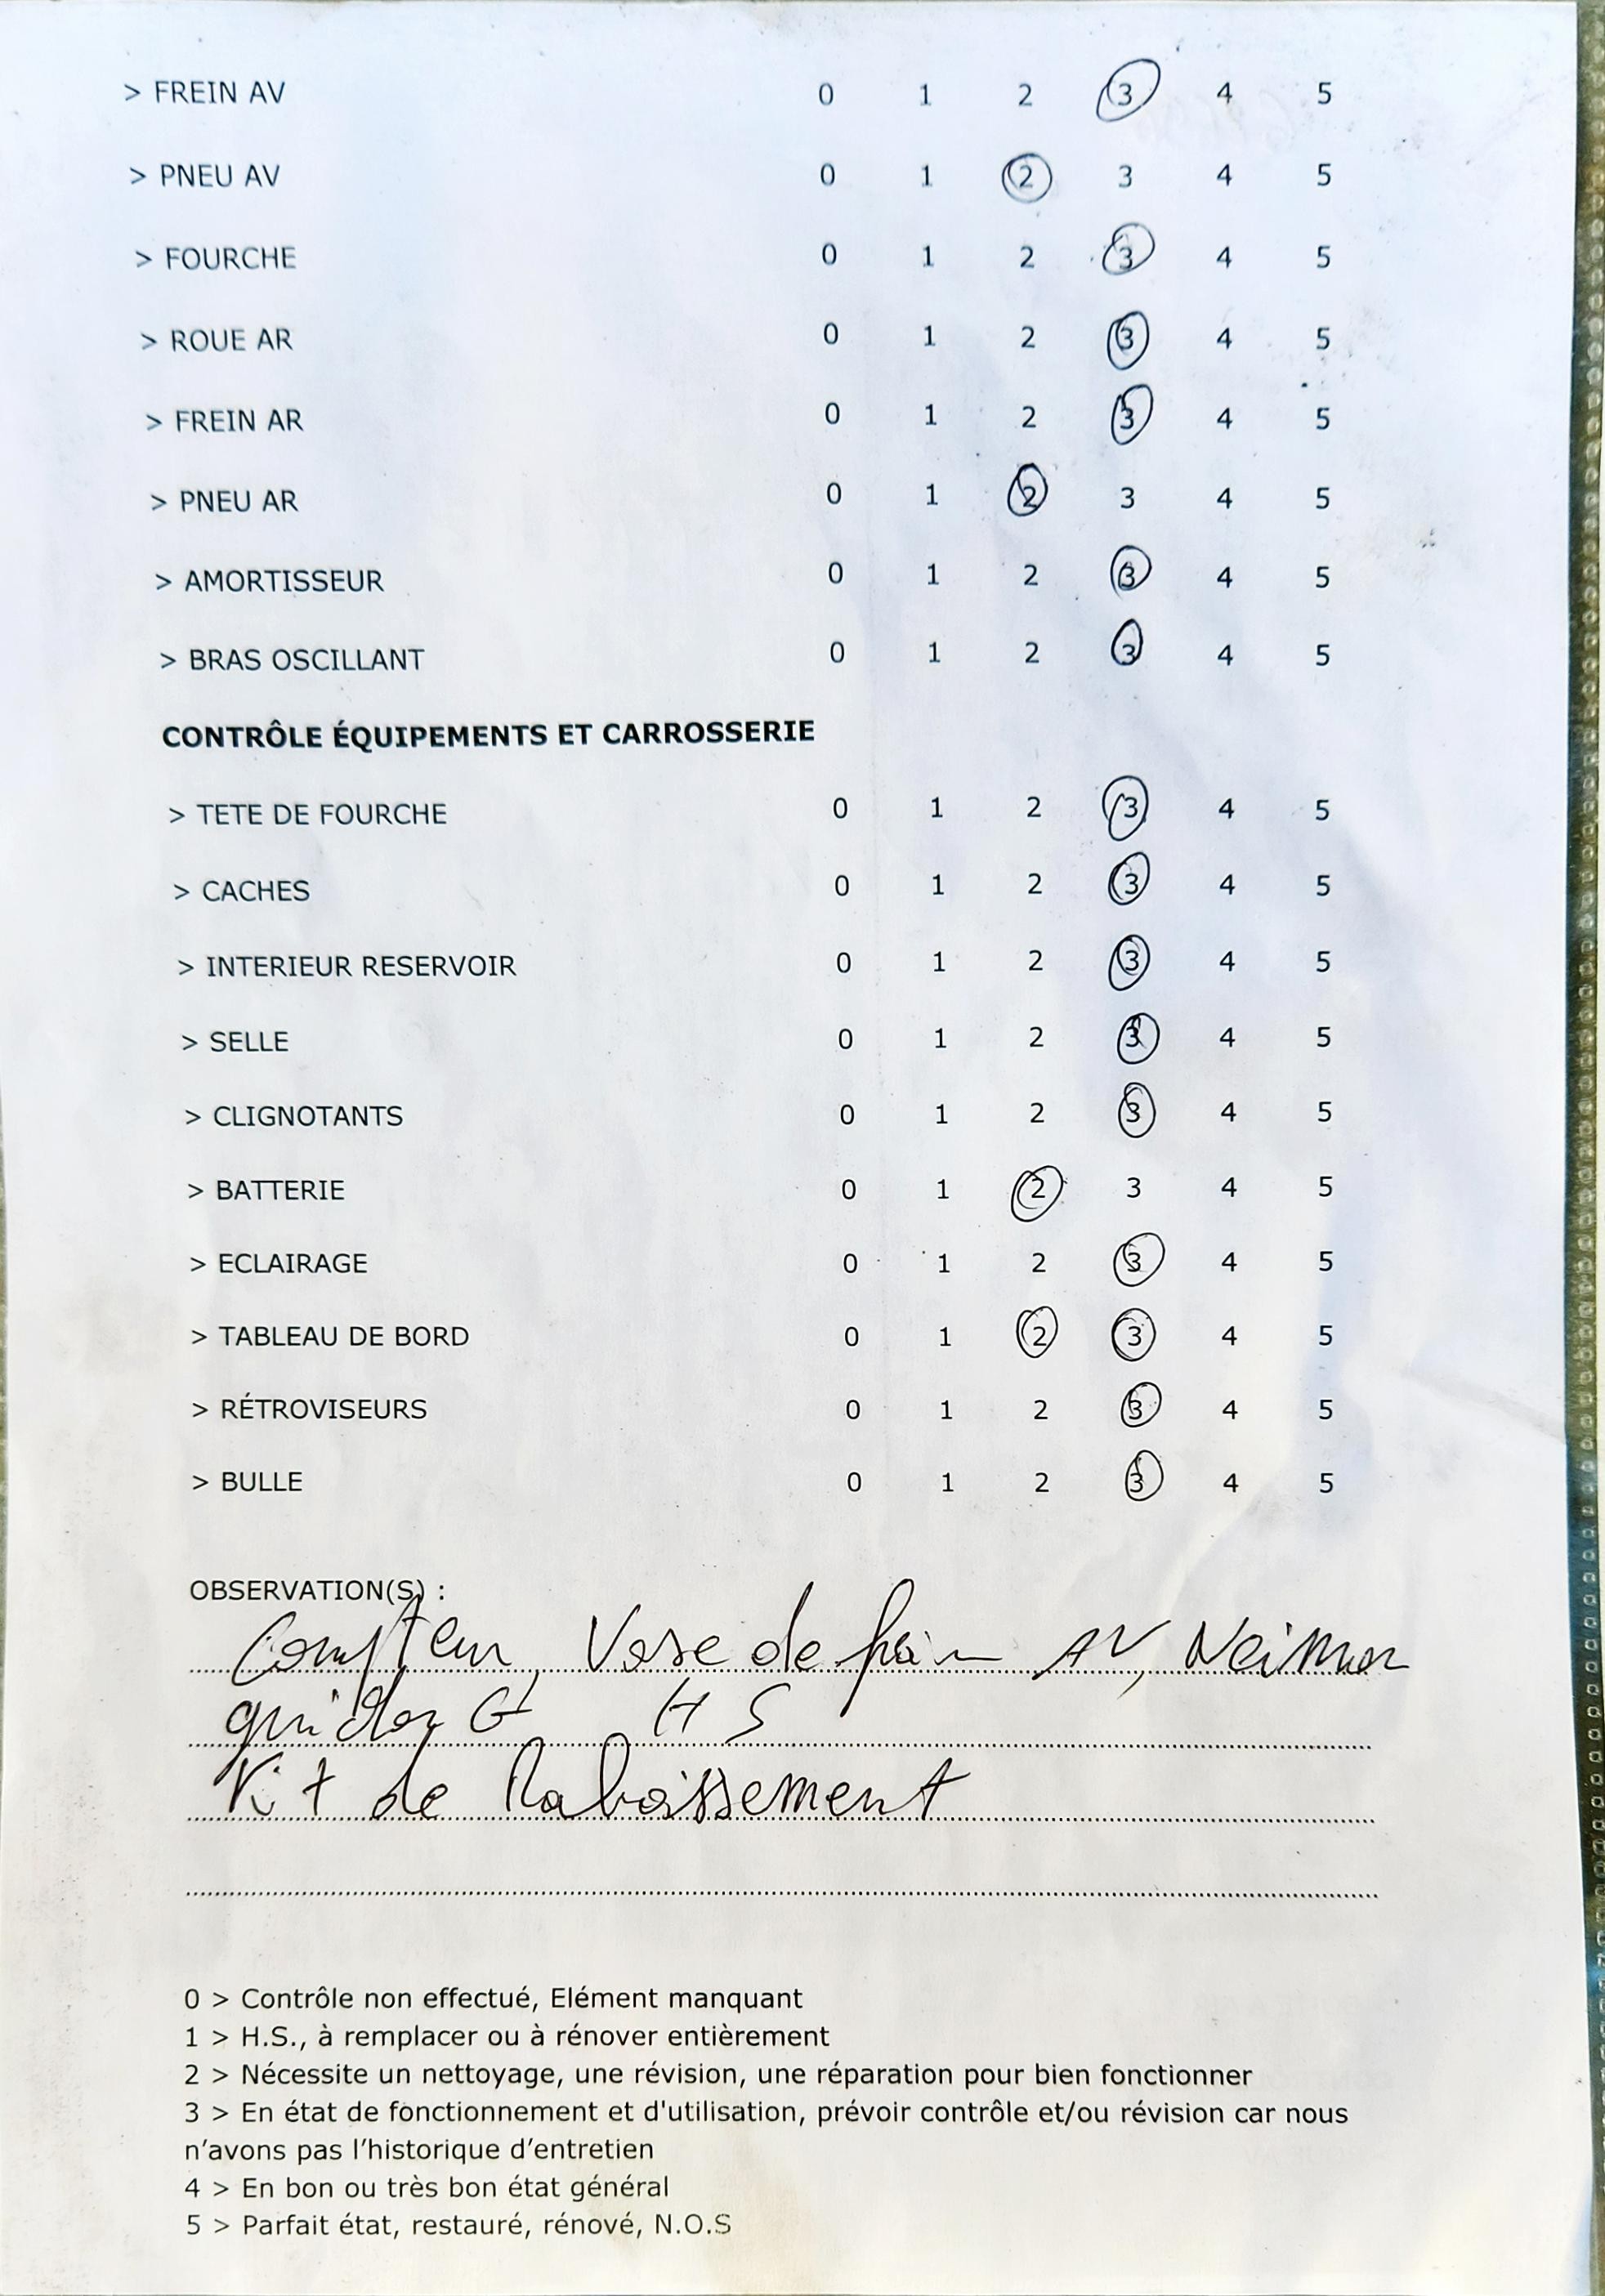 > FREIN AV 0 1 2 3 4 5
> PNEU AV 0 1 2 3 4 5
> FOURCHE 0 1 2 3 4 5
> ROUE AR 0 1 2 3 4 5
> FREIN AR 0 1 2 3 4 5
> PNEU AR 0 1 2 3 4 5
> AMORTISSEUR 0 1 2 3 4 5
> BRAS OSCILLANT 0 1 2 3 4 5
CONTRÔLE ÉQUIPEMENTS ET CARROSSERIE
> TETE DE FOURCHE 0 1 2 3 4 5
> CACHES 0 1 2 3 4 5
> INTERIEUR RESERVOIR 0 1 2 3 4 5
> SELLE 0 1 2 3 4 5
> CLIGNOTANTS 0 1 2 3 4 5
> BATTERIE 0 1 2 3 4 5
> ECLAIRAGE 0 1 2 3 4 5
> TABLEAU DE BORD 0 1 2 3 4 5
> RÉTROVISEURS 0 1 2 3 4 5
> BULLE 0 1 2 3 4 5
OBSERVATION(S) :
Compteur, Vase de frein AV, Neiman
guidon G HS
Kit de Rabaissement
0 > Contrôle non effectué, Elément manquant
1 > H.S., à remplacer ou à rénover entièrement
2 > Nécessite un nettoyage, une révision, une réparation pour bien fonctionner
3 > En état de fonctionnement et d'utilisation, prévoir contrôle et/ou révision car nous
n'avons pas l'historique d'entretien
4 > En bon ou très bon état général
5 > Parfait état, restauré, rénové, N.O.S